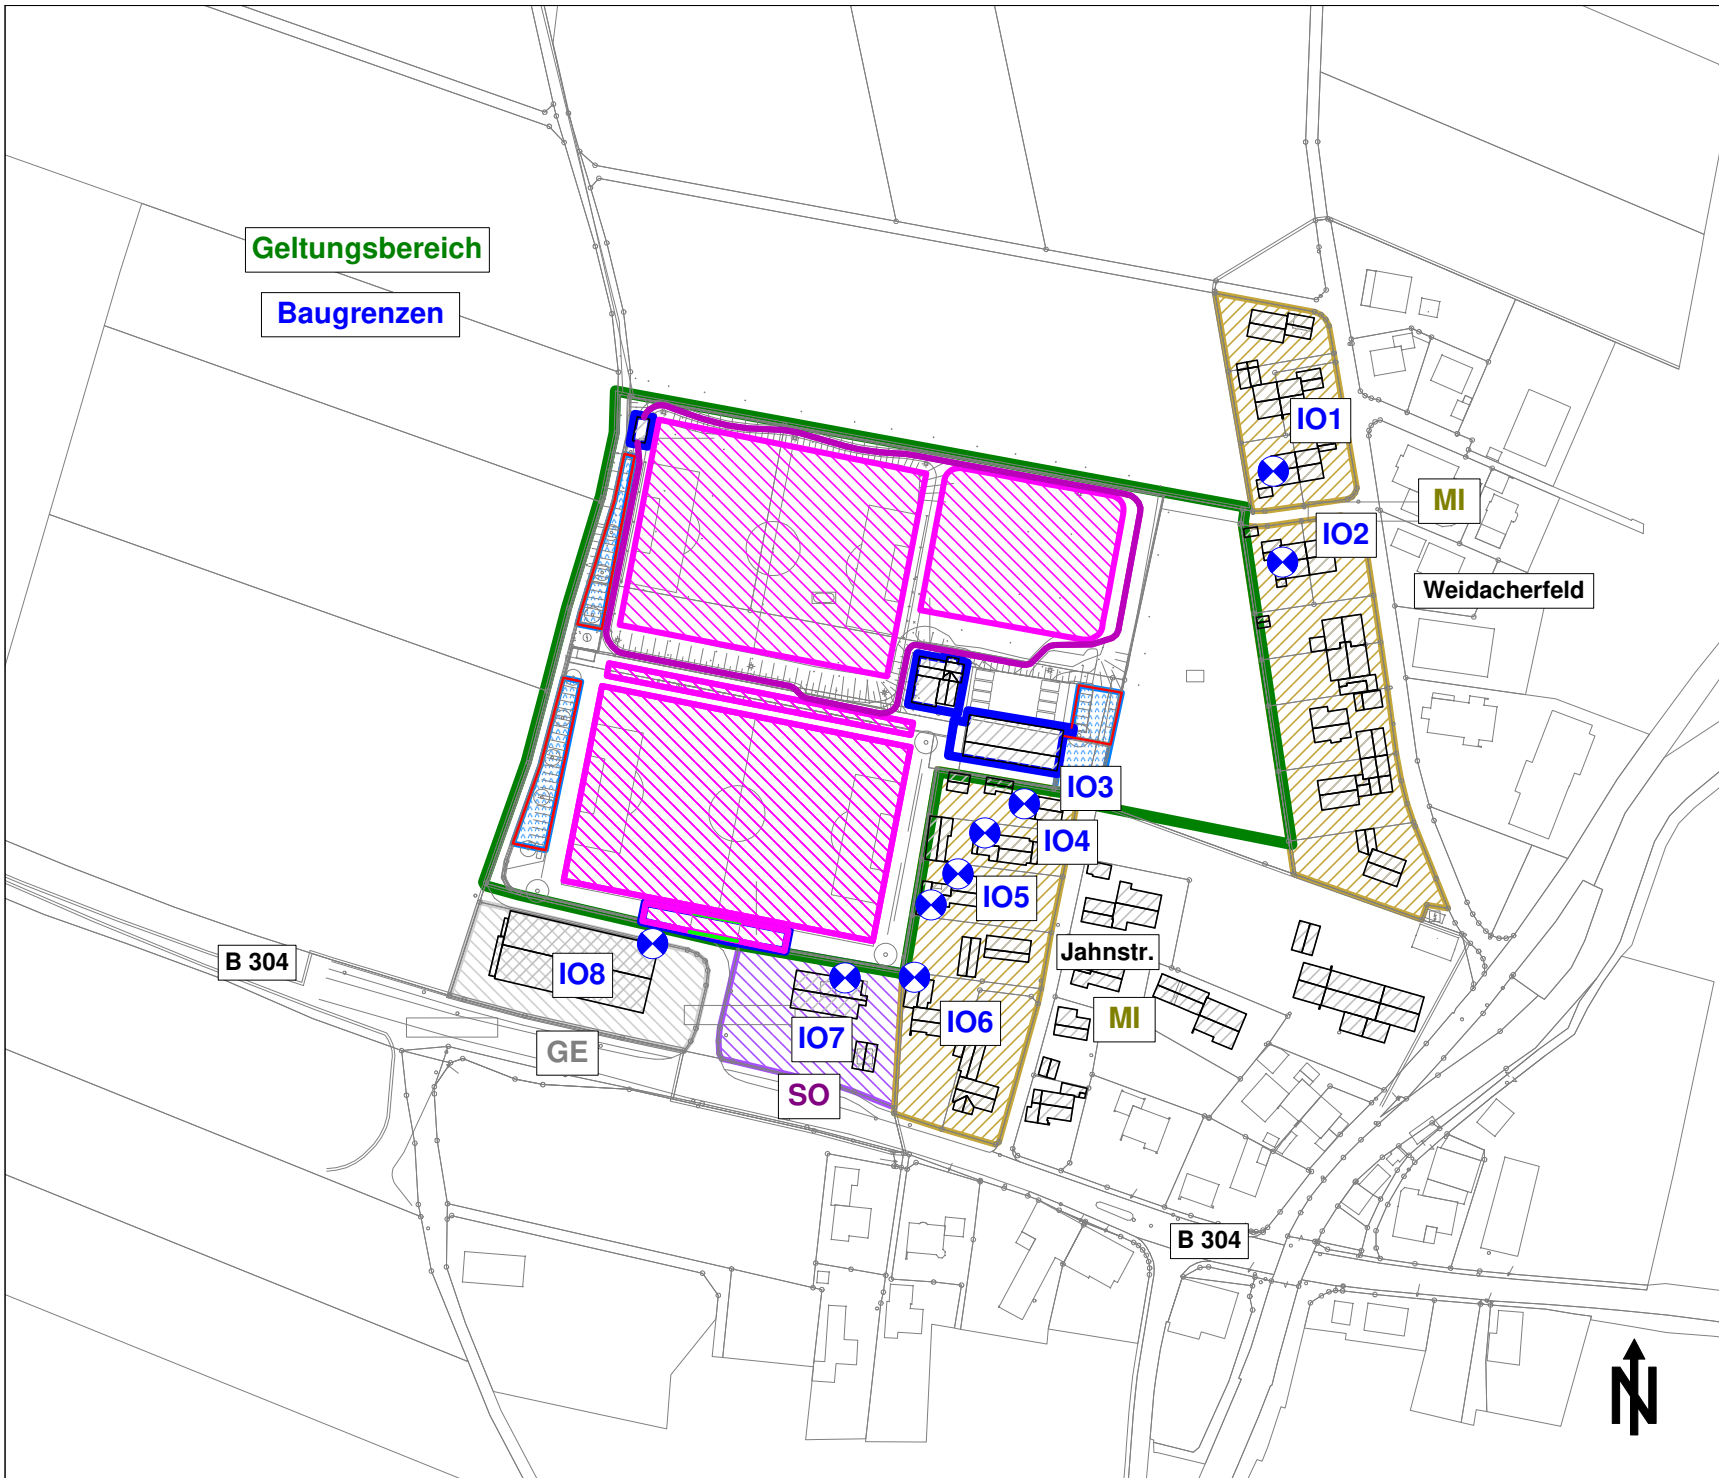 Geltungsbereich
Baugrenzen
IO1
MI
IO2
Weidacherfeld
IO3
IO4
IO5
Jahnstr.
B 304
IO8
IO7
IO6
MI
GE
SO
B 304
N